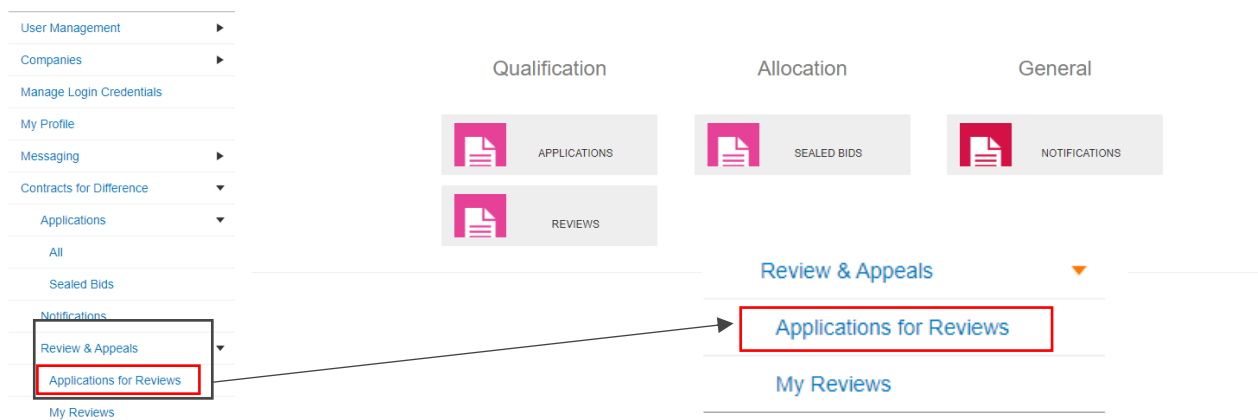 User Management
Companies
Manage Login Credentials
My Profile
Messaging
Contracts for Difference
Applications
All
Sealed Bids
Notifications
Review & Appeals
Applications for Reviews
My Reviews
Qualification
Allocation
General
APPLICATIONS
SEALED BIDS
NOTIFICATIONS
REVIEWS
Review & Appeals
Applications for Reviews
My Reviews